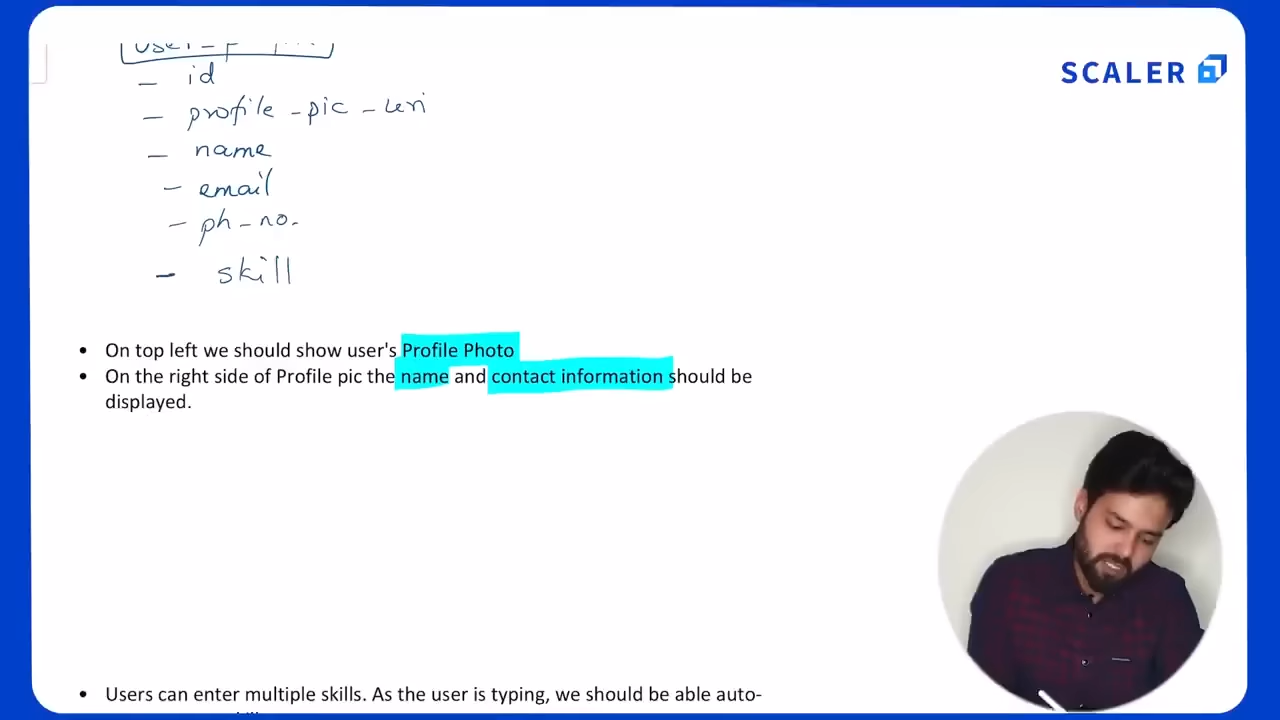 - id
SCALER
- profile-pic-uri
- name
- email
- ph-no.
- skill
• On top left we should show user's Profile Photo
• On the right side of Profile pic the name and contact information should be
displayed.
• Users can enter multiple skills. As the user is typing, we should be able auto-